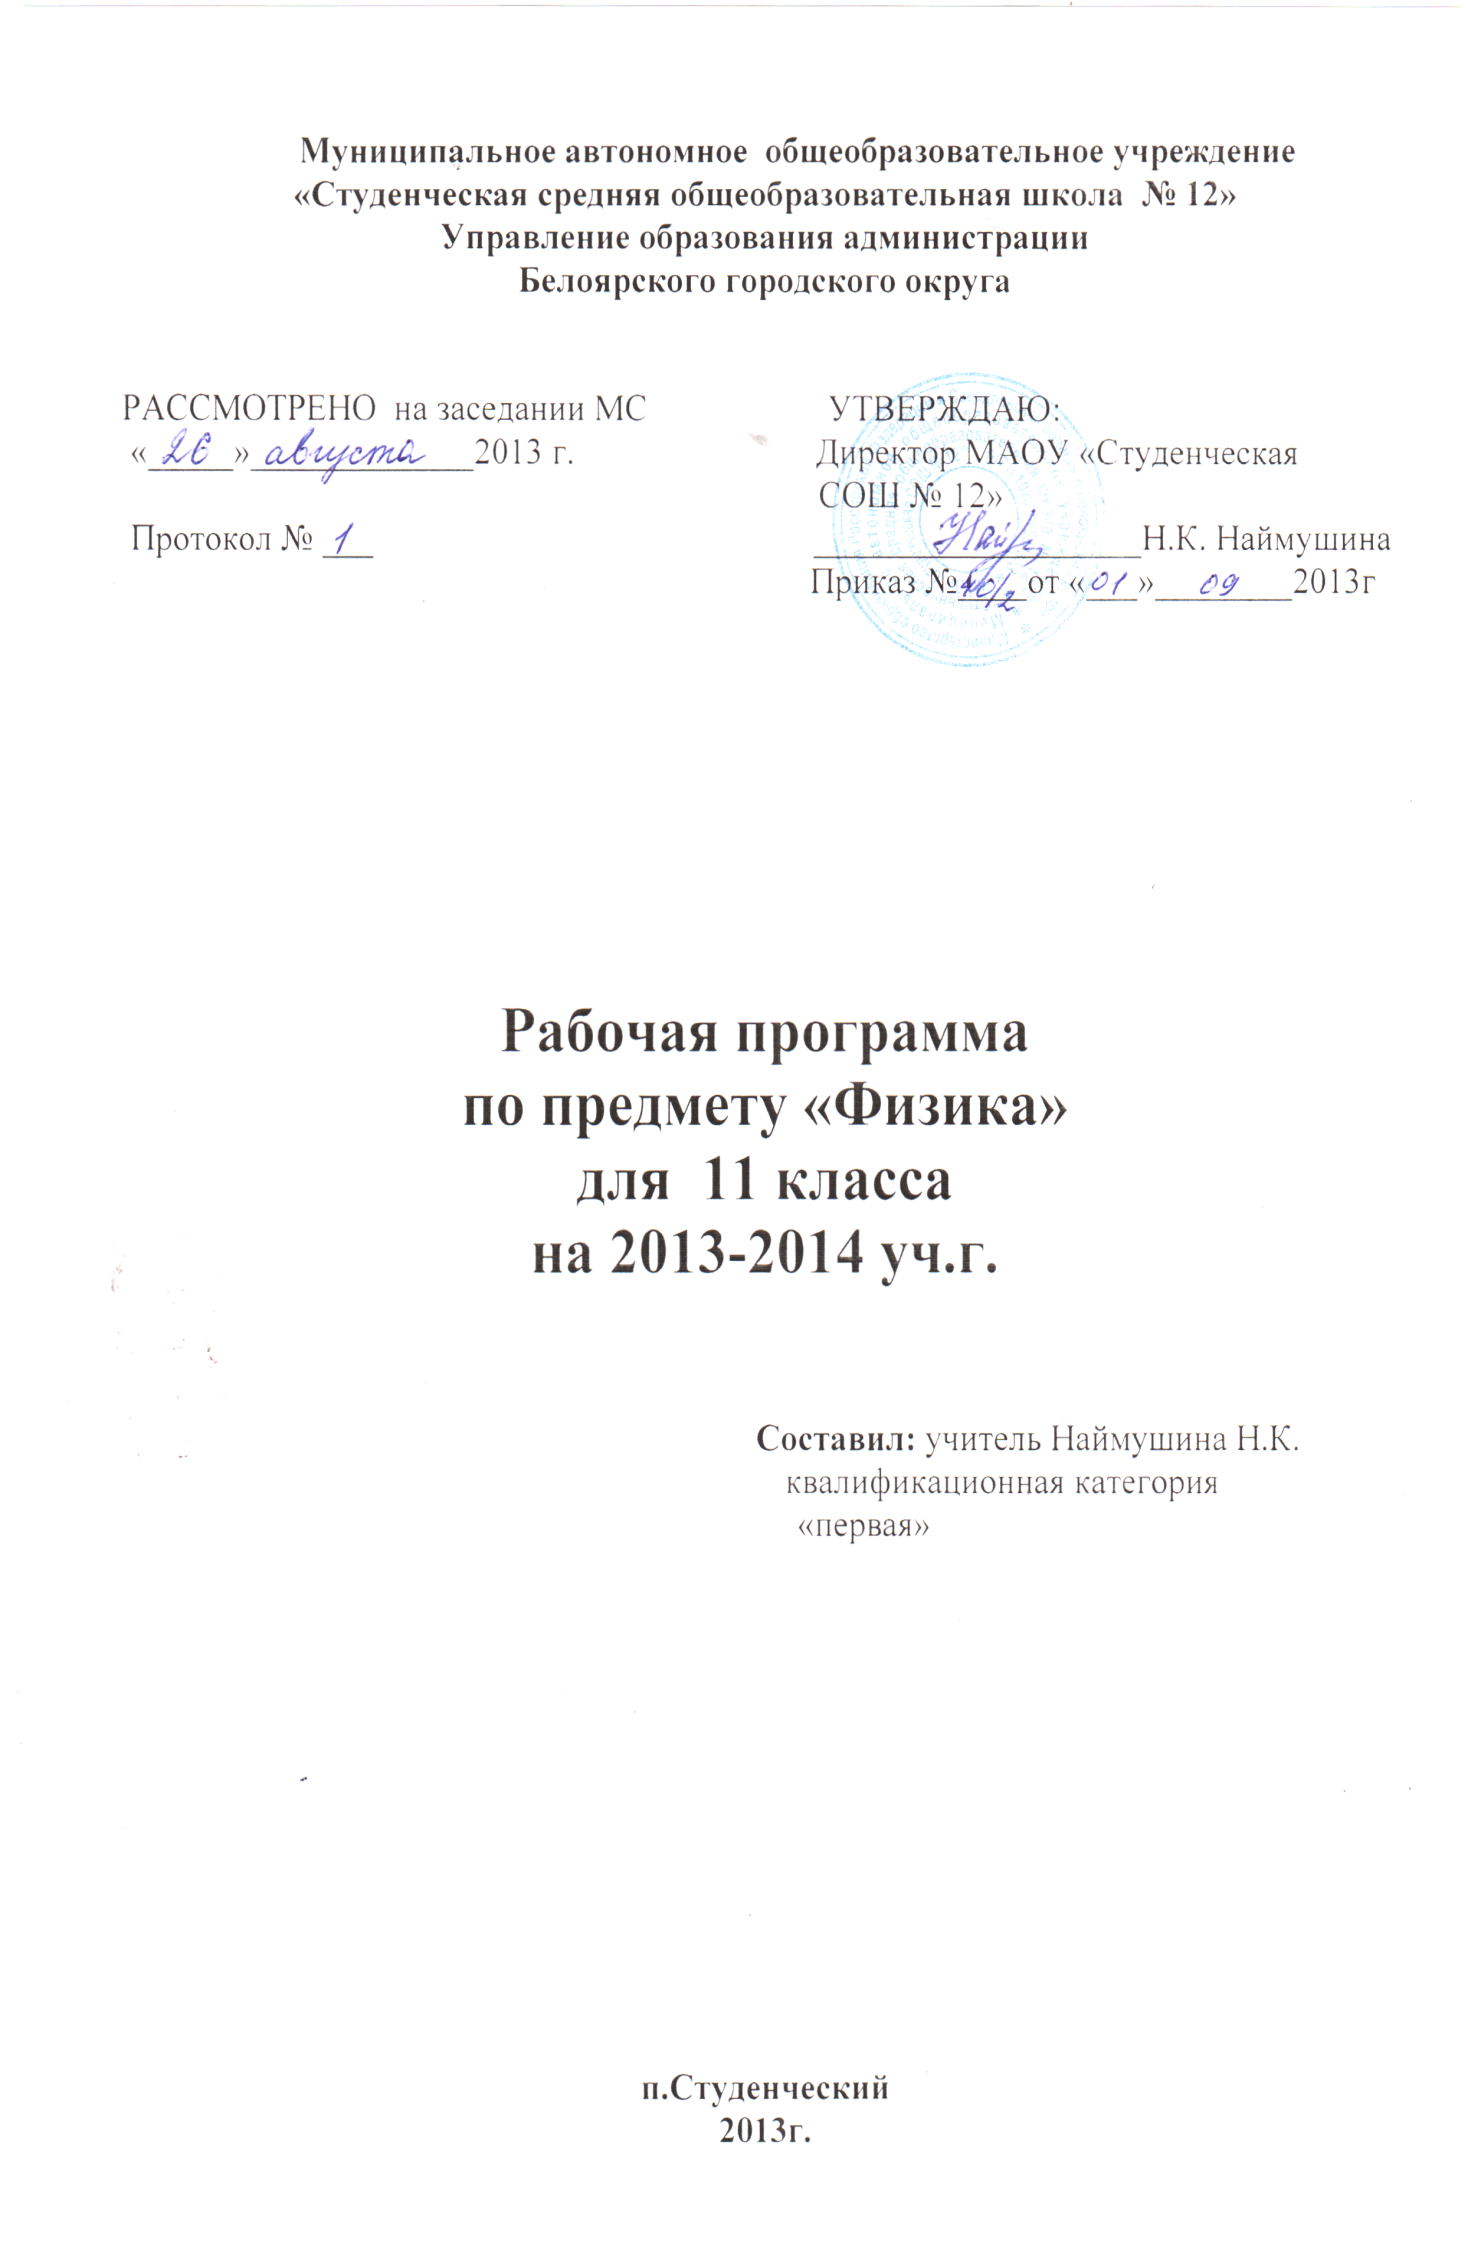 Муниципальное автономное общеобразовательное учреждение
«Студенческая средняя общеобразовательная школа № 12»
Управление образования администрации
Белоярского городского округа
РАССМОТРЕНО на заседании МС
«26» августа 2013 г.
Протокол № 1
УТВЕРЖДАЮ:
Директор МАОУ «Студенческая
СОШ № 12»
Н.К. Наймушина
Приказ № от «01» 09 2013г
Рабочая программа
по предмету «Физика»
для 11 класса
на 2013-2014 уч.г.
Составил: учитель Наймушина Н.К.
квалификационная категория
«первая»
п.Студенческий
2013г.